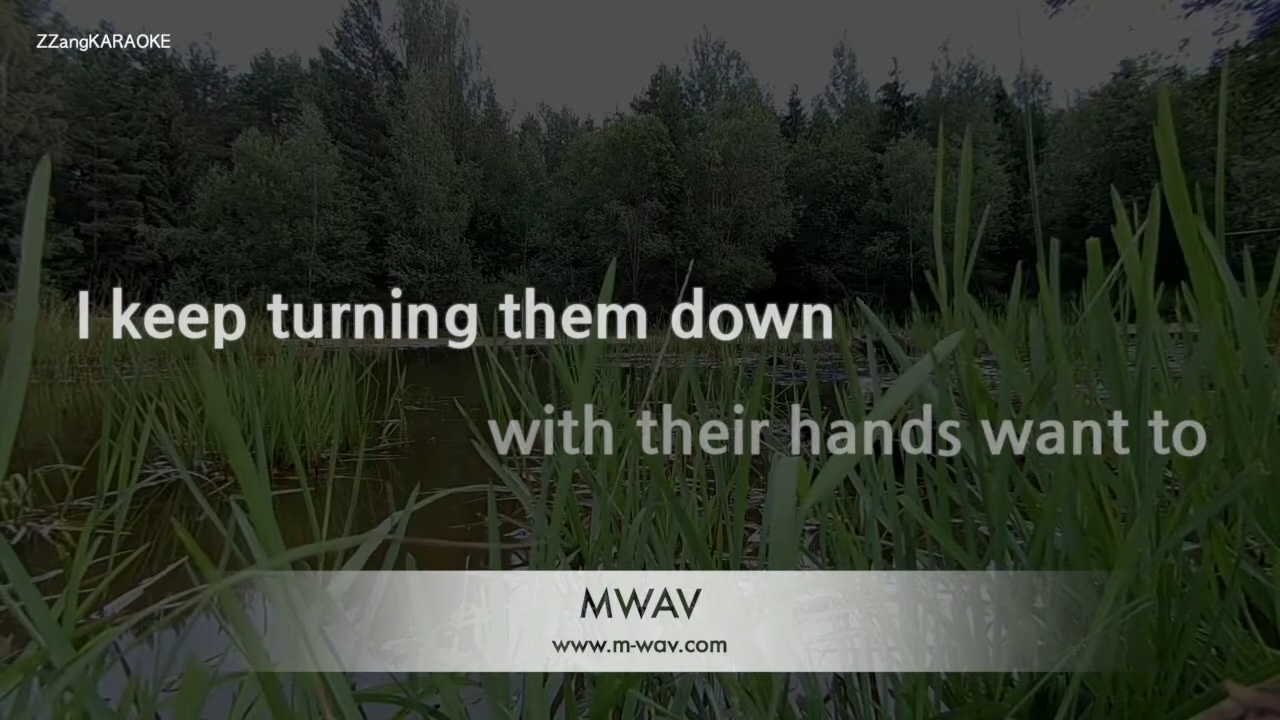 ZZangKARAOKE
I keep turning them down
with their hands want to
MWAV
www.m-wav.com